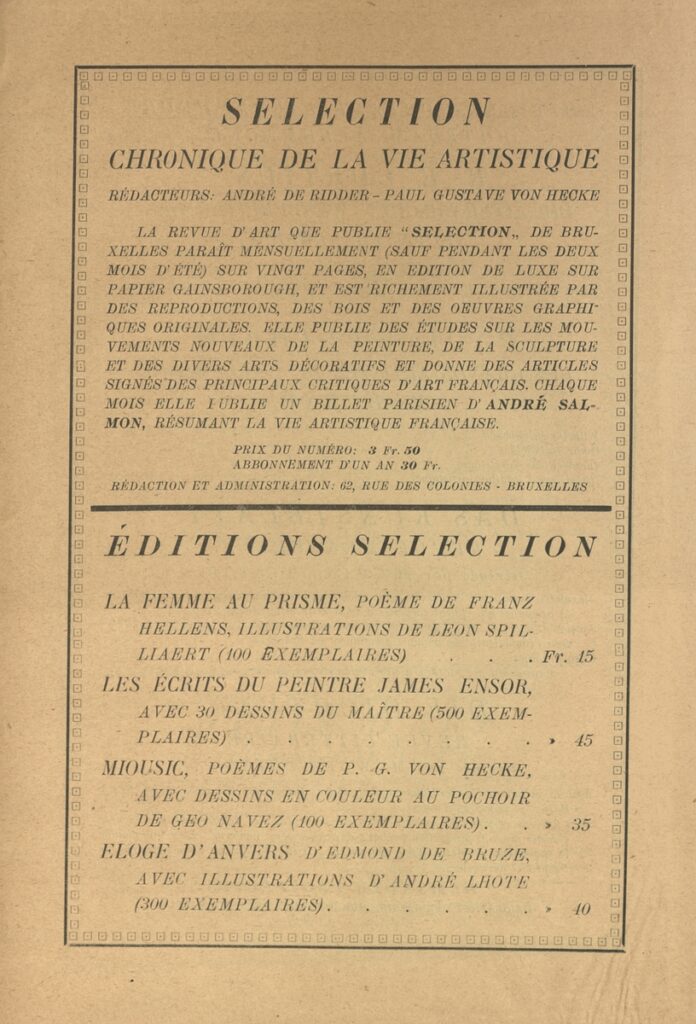 SELECTION
CHRONIQUE DE LA VIE ARTISTIQUE
RÉDACTEURS: ANDRÉ DE RIDDER – PAUL GUSTAVE VON HECKE
LA REVUE D'ART QUE PUBLIE "SELECTION„ DE BRU-
XELLES PARAÎT MENSUELLEMENT (SAUF PENDANT LES DEUX
MOIS D'ÉTÉ) SUR VINGT PAGES, EN EDITION DE LUXE SUR
PAPIER GAINSBOROUGH, ET EST RICHEMENT ILLUSTRÉE PAR
DES REPRODUCTIONS, DES BOIS ET DES OEUVRES GRAPHI-
QUES ORIGINALES. ELLE PUBLIE DES ÉTUDES SUR LES MOU-
VEMENTS NOUVEAUX DE LA PEINTURE, DE LA SCULPTURE
ET DES DIVERS ARTS DÉCORATIFS ET DONNE DES ARTICLES
SIGNÉS DES PRINCIPAUX CRITIQUES D'ART FRANÇAIS. CHAQUE
MOIS ELLE PUBLIE UN BILLET PARISIEN D'ANDRÉ SAL-
MON, RÉSUMANT LA VIE ARTISTIQUE FRANÇAISE.
PRIX DU NUMÉRO: 3 Fr. 50
ABBONNEMENT D'UN AN 30 Fr.
RÉDACTION ET ADMINISTRATION: 62, RUE DES COLONIES - BRUXELLES
ÉDITIONS SELECTION
LA FEMME AU PRISME, POÈME DE FRANZ
HELLENS, ILLUSTRATIONS DE LEON SPIL-
LIAERT (100 EXEMPLAIRES) . . . Fr. 15
LES ÉCRITS DU PEINTRE JAMES ENSOR,
AVEC 30 DESSINS DU MAÎTRE (500 EXEM-
PLAIRES) . . . . . . . . » 45
MIOUSIC, POÈMES DE P. G. VON HECKE,
AVEC DESSINS EN COULEUR AU POCHOIR
DE GEO NAVEZ (100 EXEMPLAIRES) . . » 35
ELOGE D'ANVERS D'EDMOND DE BRUZE,
AVEC ILLUSTRATIONS D'ANDRÉ LHOTE
(300 EXEMPLAIRES) . . . . . . » 40